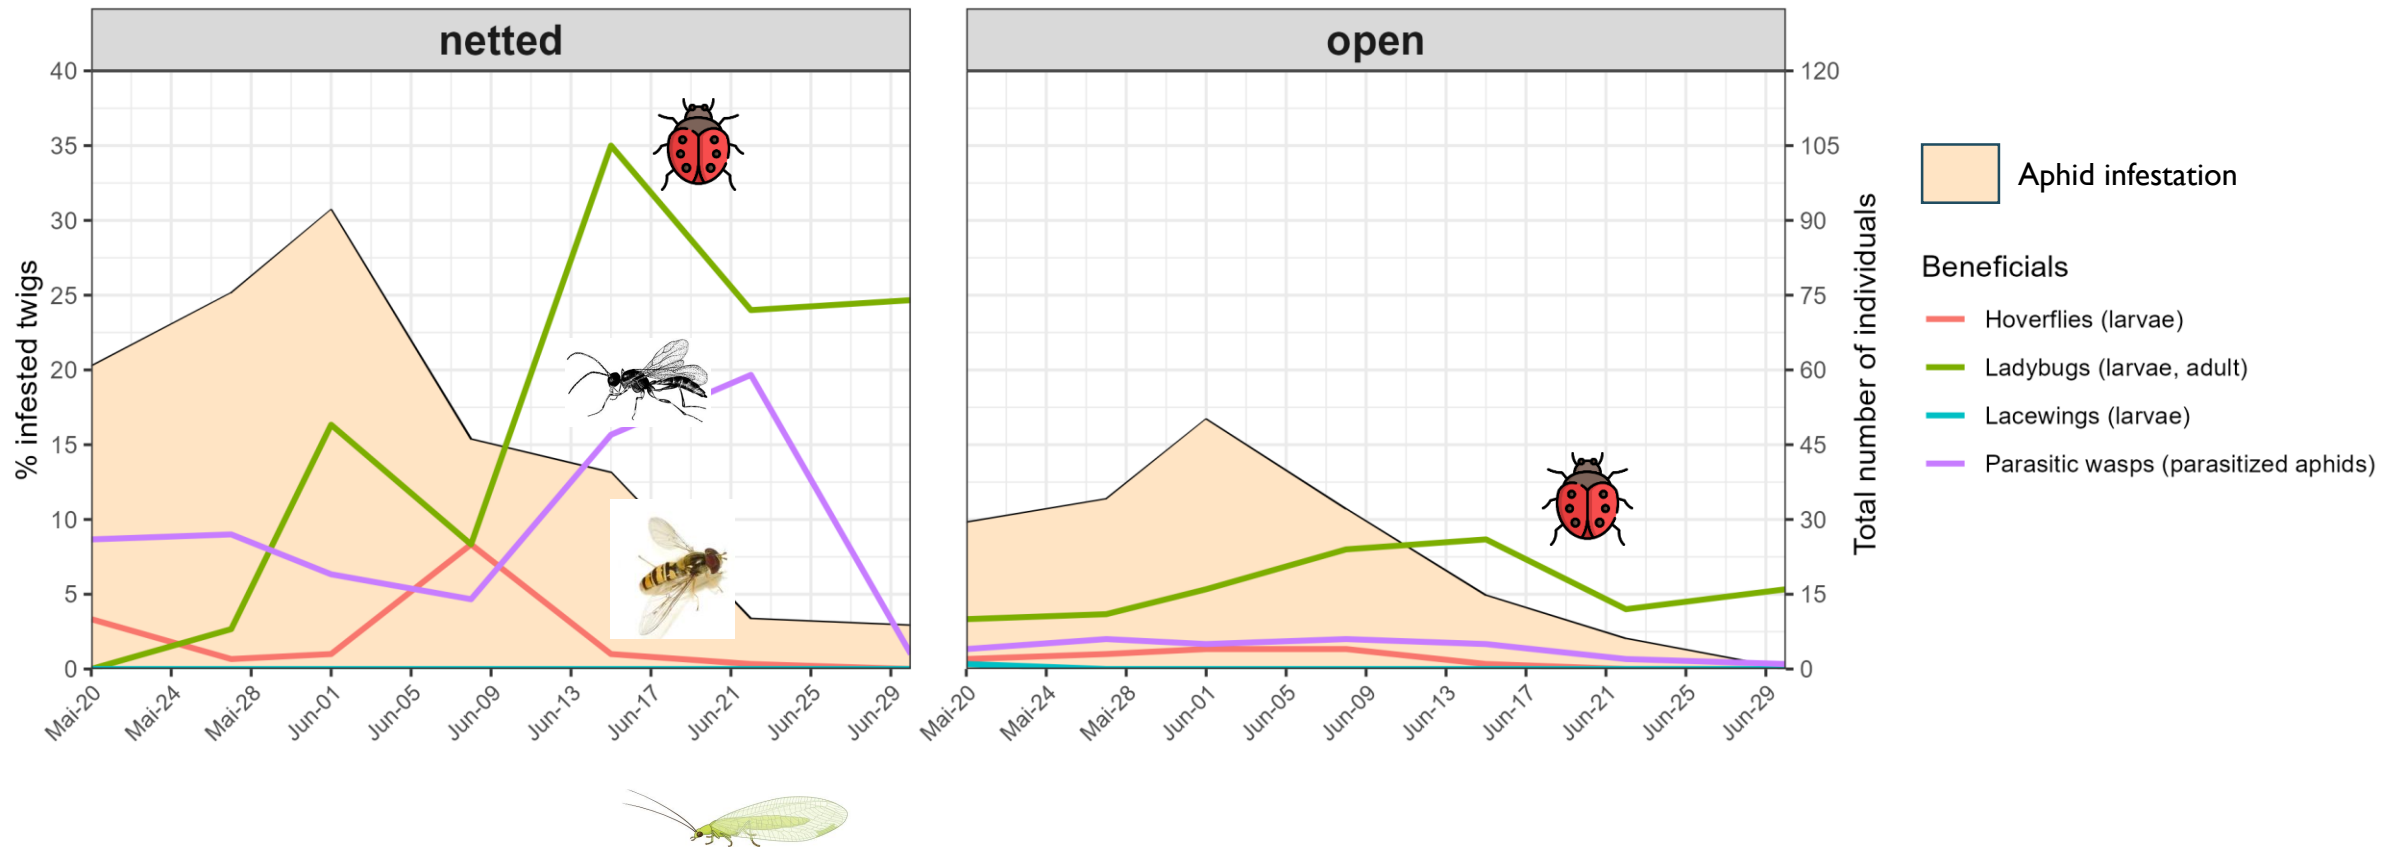 netted
open
% infested twigs
40
35
30
25
20
15
10
5
0
Mai-20
Mai-24
Mai-28
Jun-01
Jun-05
Jun-09
Jun-13
Jun-17
Jun-21
Jun-25
Jun-29
Mai-20
Mai-24
Mai-28
Jun-01
Jun-05
Jun-09
Jun-13
Jun-17
Jun-21
Jun-25
Jun-29
120
105
90
75
60
45
30
15
0
Total number of individuals
Aphid infestation
Beneficials
Hoverflies (larvae)
Ladybugs (larvae, adult)
Lacewings (larvae)
Parasitic wasps (parasitized aphids)